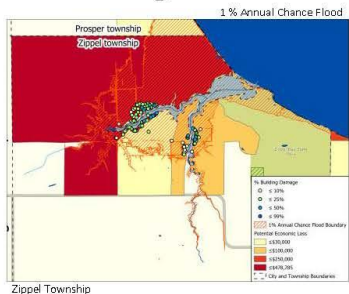 1 % Annual Chance Flood
Prosper township
Zippel township
% Building Damage
≤ 10%
≤ 25%
≤ 50%
≤ 99%
1% Annual Chance Flood Boundary
Potential Economic Loss
≤$30,000
≤$100,000
≤$250,000
≤$478,785
City and Township Boundaries
Zippel Township